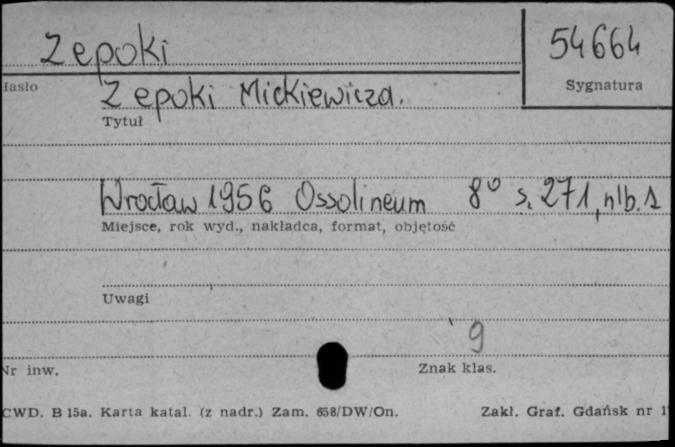 Z epoki
54664
Hasło
Sygnatura
Z epoki Mickiewicza.
Tytuł
Wrocław 1956 Ossolineum 8° s. 271, nlb. 1
Miejsce, rok wyd., nakładca, format, objętość
Uwagi
9
Nr inw.
Znak klas.
CWD. B 15a. Karta katal. (z nadr.) Zam. 658/DW/On.
Zakł. Graf. Gdańsk nr 1